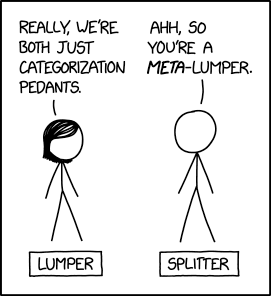 REALLY, WE'RE
BOTH JUST
CATEGORIZATION
PEDANTS.
AHH, SO
YOU'RE A
META-LUMPER.
LUMPER
SPLITTER